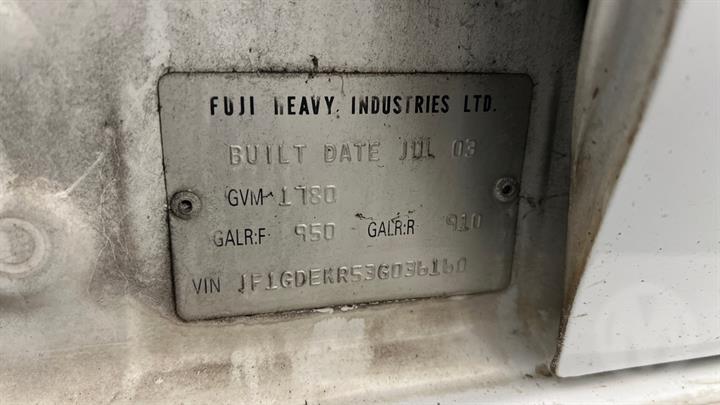 FUJI HEAVY INDUSTRIES LTD.
BUILT DATE JUL 03
GVM 1780
GALR:F 950 GALR:R 910
VIN JF1GDEKR53G036160